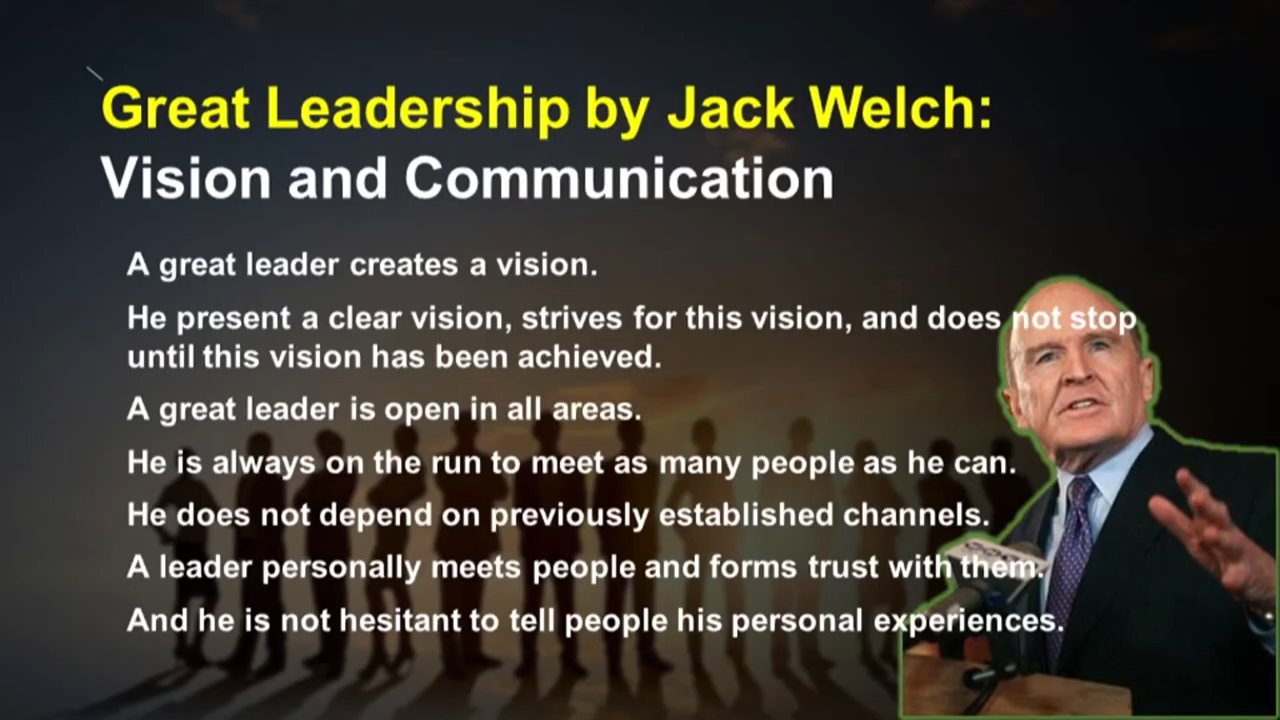 Great Leadership by Jack Welch:
Vision and Communication
A great leader creates a vision.
He present a clear vision, strives for this vision, and does not stop
until this vision has been achieved.
A great leader is open in all areas.
He is always on the run to meet as many people as he can.
He does not depend on previously established channels.
A leader personally meets people and forms trust with them.
And he is not hesitant to tell people his personal experiences.